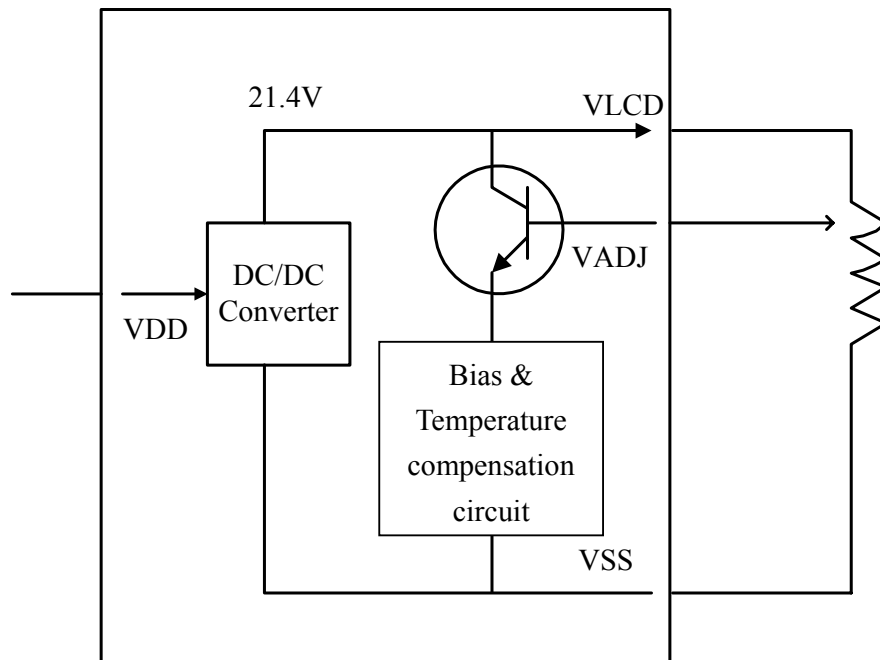 21.4V
VLCD
VADJ
DC/DC
Converter
VDD
Bias &
Temperature
compensation
circuit
VSS